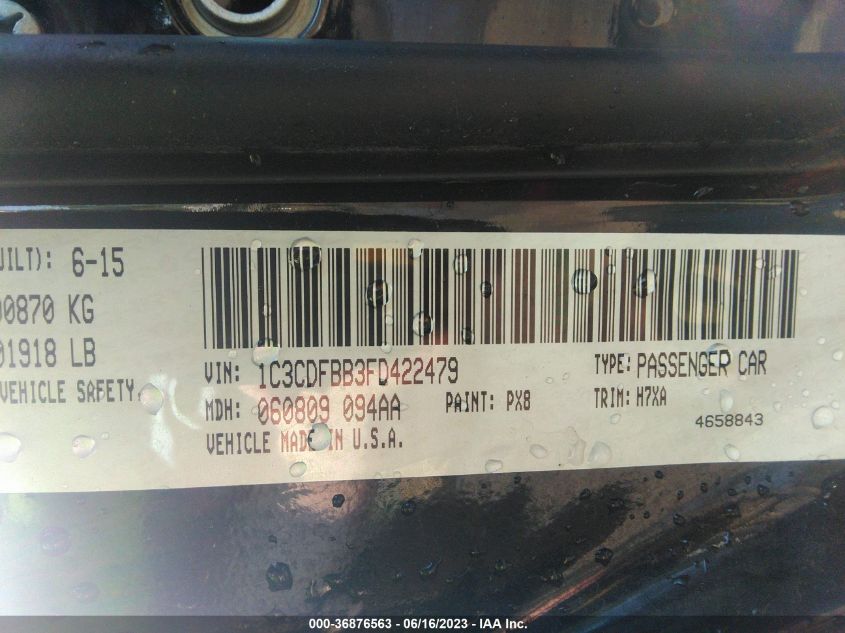 UILT): 6-15
00870 KG
01918 LB
VEHICLE SAFETY
VIN: 1C3CDFBB3FD422479
TYPE: PASSENGER CAR
MDH: 060809 094AA
PAINT: PX8
TRIM: H7XA
VEHICLE MADE IN U.S.A.
4658843
000-36876563 - 06/16/2023 - IAA Inc.